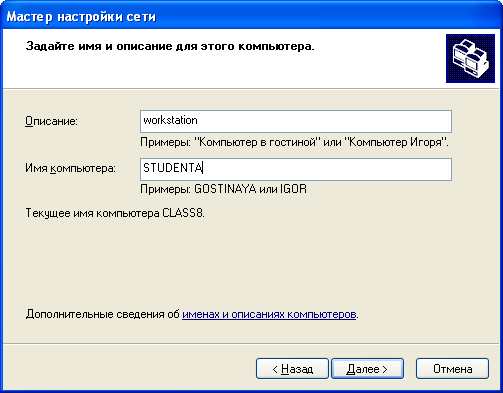 Мастер настройки сети
Задайте имя и описание для этого компьютера.
Описание: workstation
Примеры: "Компьютер в гостиной" или "Компьютер Игоря".
Имя компьютера: STUDENTA
Примеры: GOSTINAYA или IGOR
Текущее имя компьютера CLASS8.
Дополнительные сведения об именах и описаниях компьютеров.
< Назад Далее > Отмена